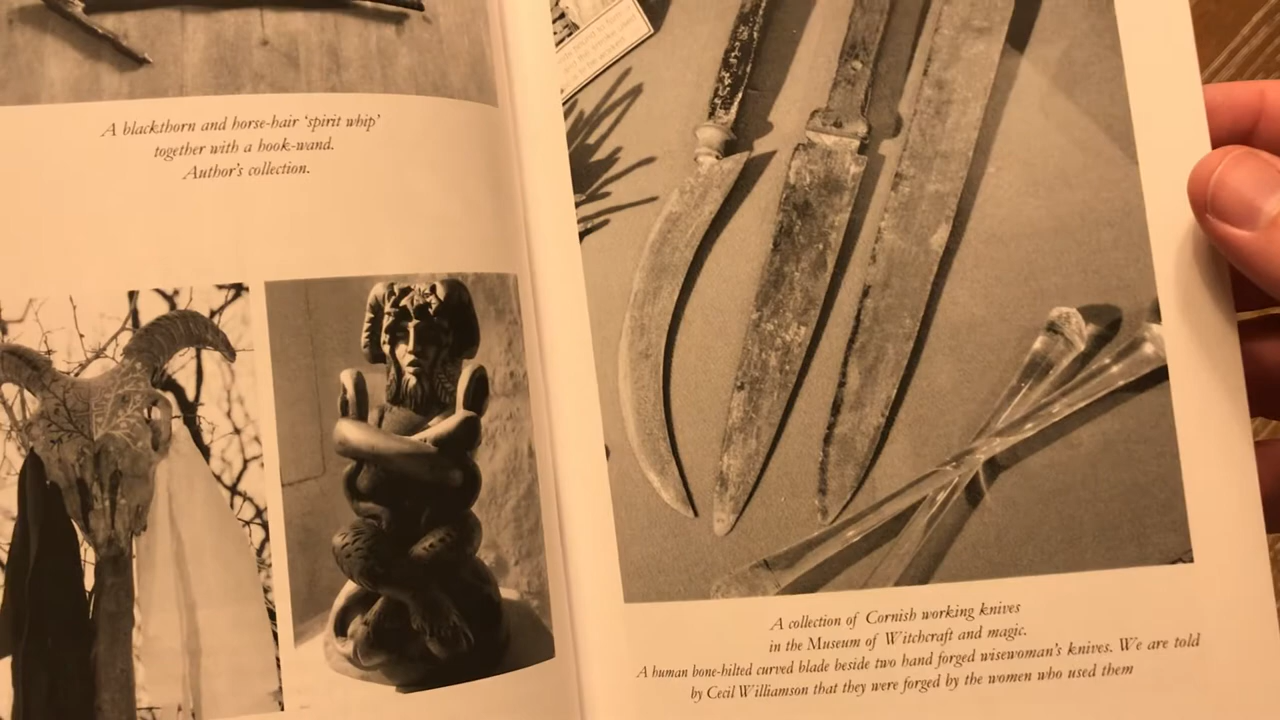 A blackthorn and horse-hair ‘spirit whip’
together with a hook-wand.
Author’s collection.
A collection of Cornish working knives
in the Museum of Witchcraft and magic.
A human bone-hilted curved blade beside two hand forged wisewoman’s knives. We are told
by Cecil Williamson that they were forged by the women who used them